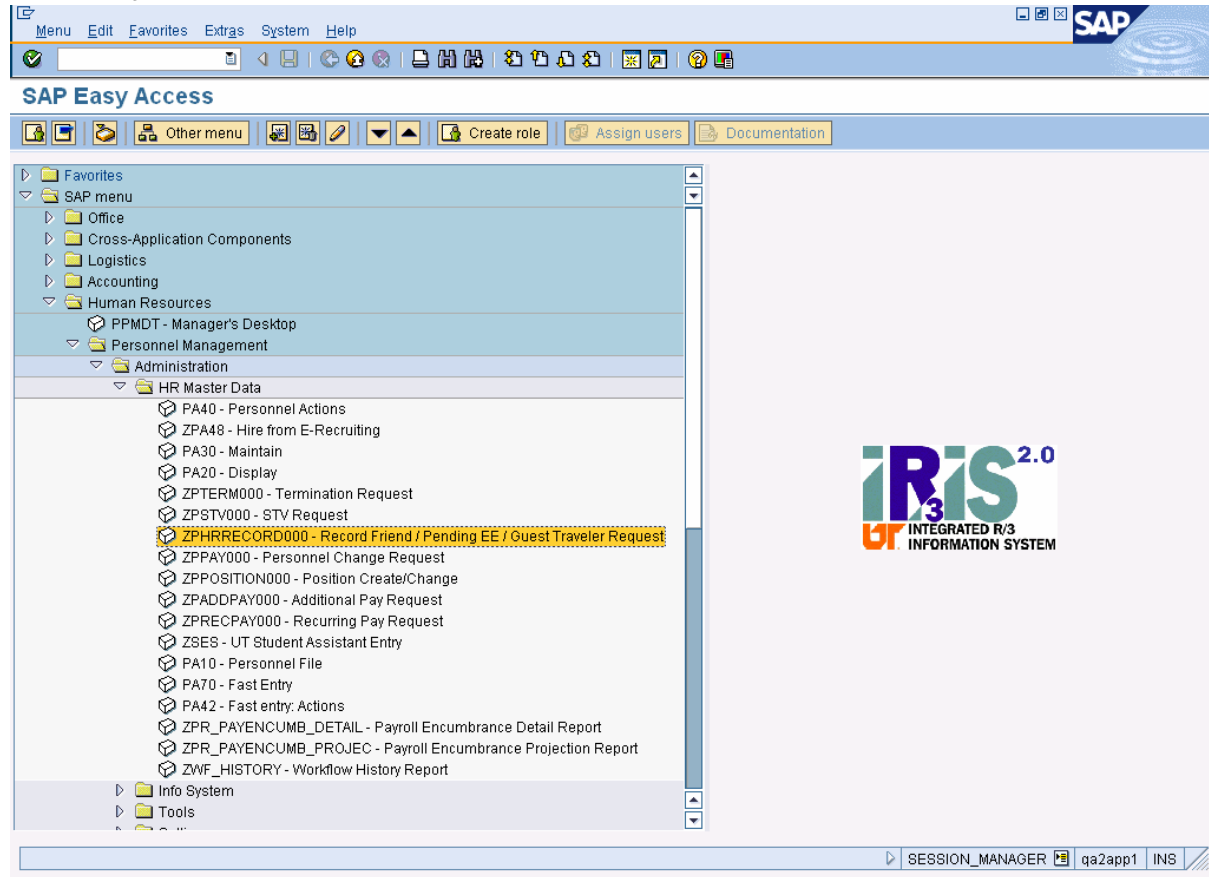 Menu Edit Favorites Extras System Help
SAP
SAP Easy Access
Other menu Create role Assign users Documentation
Favorites
SAP menu
Office
Cross-Application Components
Logistics
Accounting
Human Resources
PPMDT - Manager's Desktop
Personnel Management
Administration
HR Master Data
PA40 - Personnel Actions
ZPA48 - Hire from E-Recruiting
PA30 - Maintain
PA20 - Display
ZPTERM000 - Termination Request
ZPSTV000 - STV Request
ZPHRRECORD000 - Record Friend / Pending EE / Guest Traveler Request
ZPPAY000 - Personnel Change Request
ZPPOSITION000 - Position Create/Change
ZPADDPAY000 - Additional Pay Request
ZPRECPAY000 - Recurring Pay Request
ZSES - UT Student Assistant Entry
PA10 - Personnel File
PA70 - Fast Entry
PA42 - Fast entry: Actions
ZPR_PAYENCUMB_DETAIL - Payroll Encumbrance Detail Report
ZPR_PAYENCUMB_PROJEC - Payroll Encumbrance Projection Report
ZWF_HISTORY - Workflow History Report
Info System
Tools
iRiS 2.0
3
UT INTEGRATED R/3
INFORMATION SYSTEM
SESSION_MANAGER qa2app1 INS